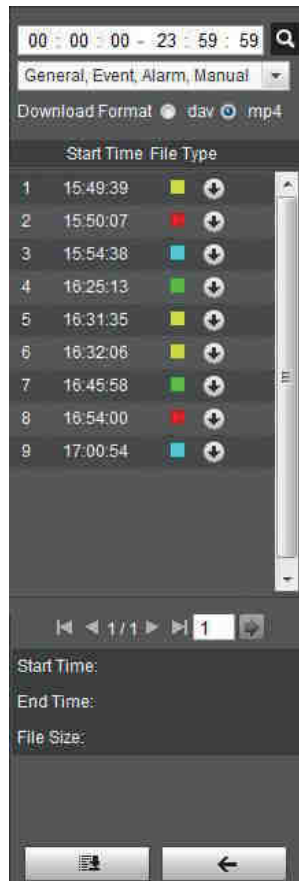 00 : 00 : 00 - 23 : 59 : 59
General, Event, Alarm, Manual
Download Format dav mp4
Start Time File Type
1 15:49:39
2 15:50:07
3 15:54:38
4 16:25:13
5 16:31:35
6 16:32:06
7 16:45:58
8 16:54:00
9 17:00:54
1/1 1
Start Time:
End Time:
File Size: